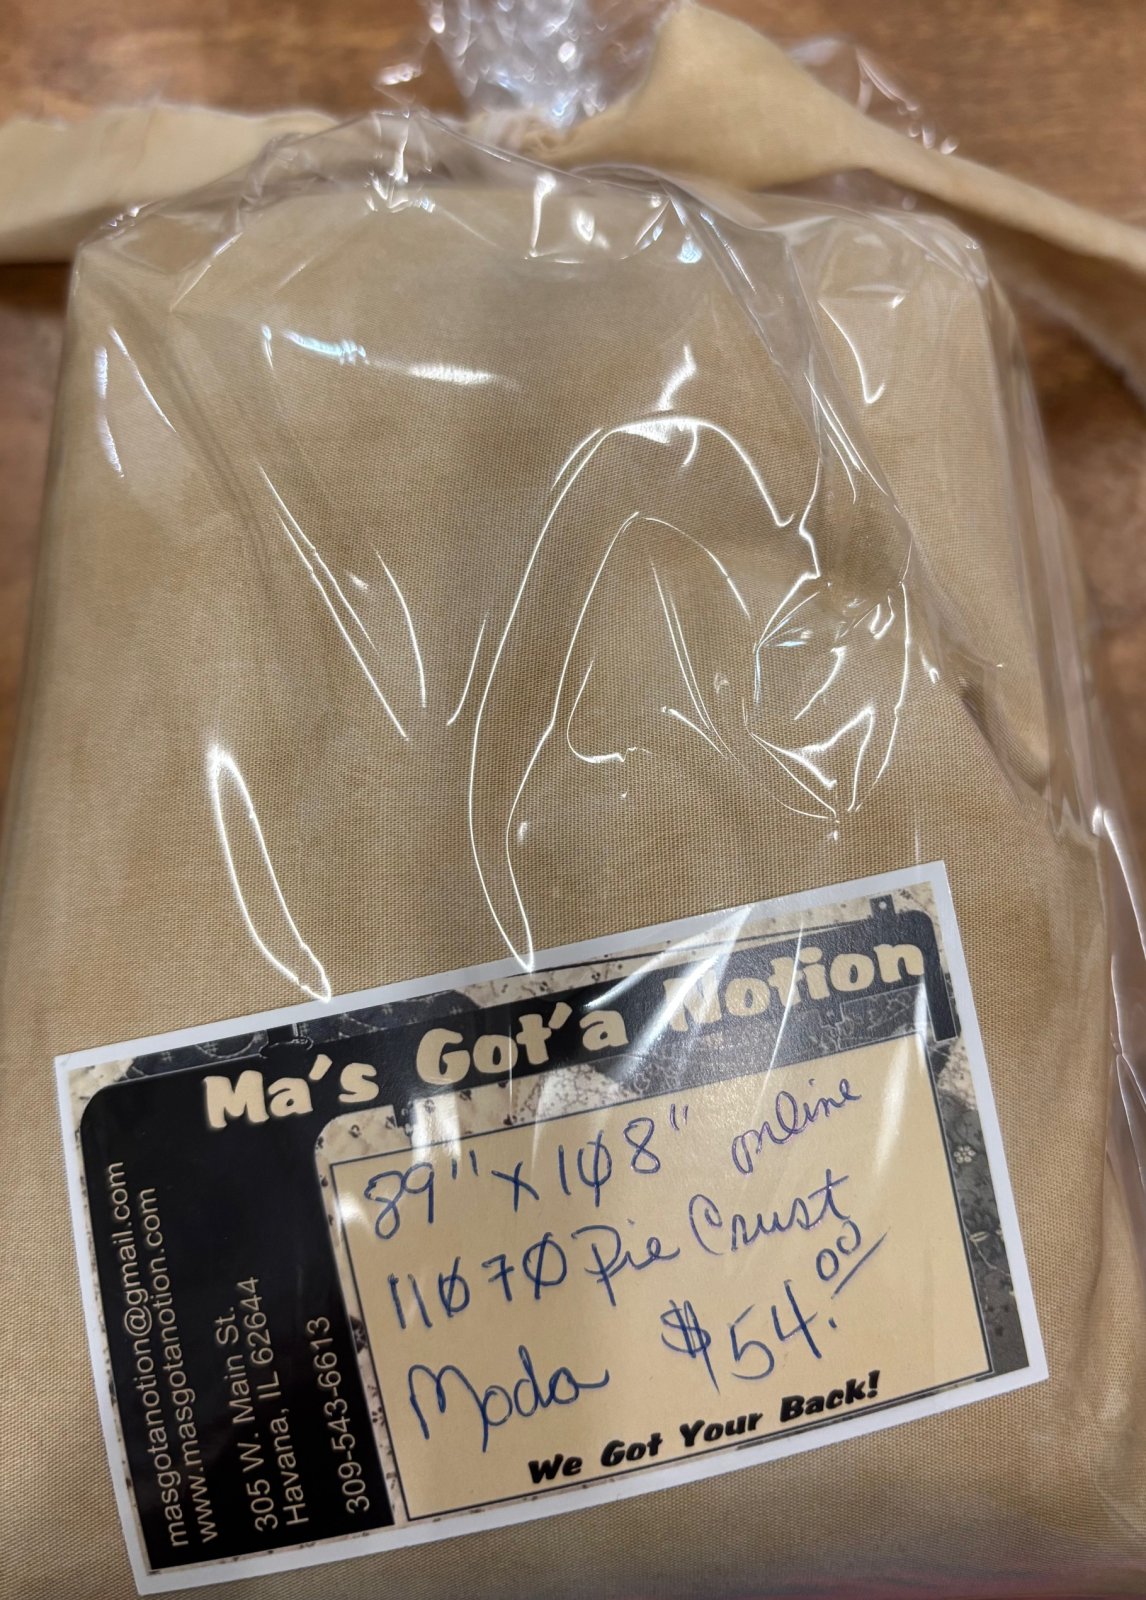 Ma's Got'a Notion
89" x 108" online
11070 Pie Crust
Moda $54.00
We Got Your Back!
masgotanotion@gmail.com
www.masgotanotion.com
305 W. Main St.
Havana, IL 62644
309-543-6613